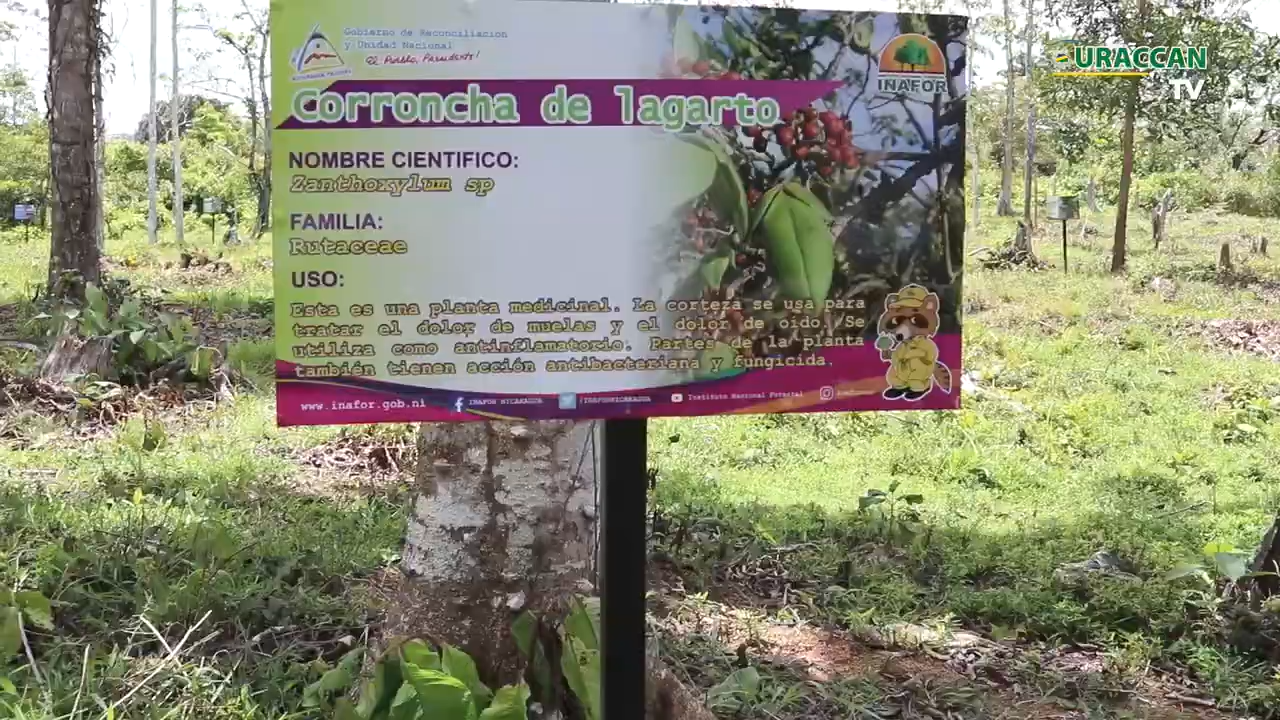 Gobierno de Reconciliación
y Unidad Nacional
El Pueblo, Presidente!
INAFOR
URACCAN
TV
Corroncha de lagarto
NOMBRE CIENTIFICO:
Zanthoxylum sp
FAMILIA:
Rutaceae
USO:
Esta es una planta medicinal. La corteza se usa para
tratar el dolor de muelas y el dolor de oido. Se
utiliza como antinflamatorio. Partes de la planta
también tienen acción antibacteriana y fungicida.
www.inafor.gob.ni INAFOR NICARAGUA /INAFORNICARAGUA Instituto Nacional Forestal